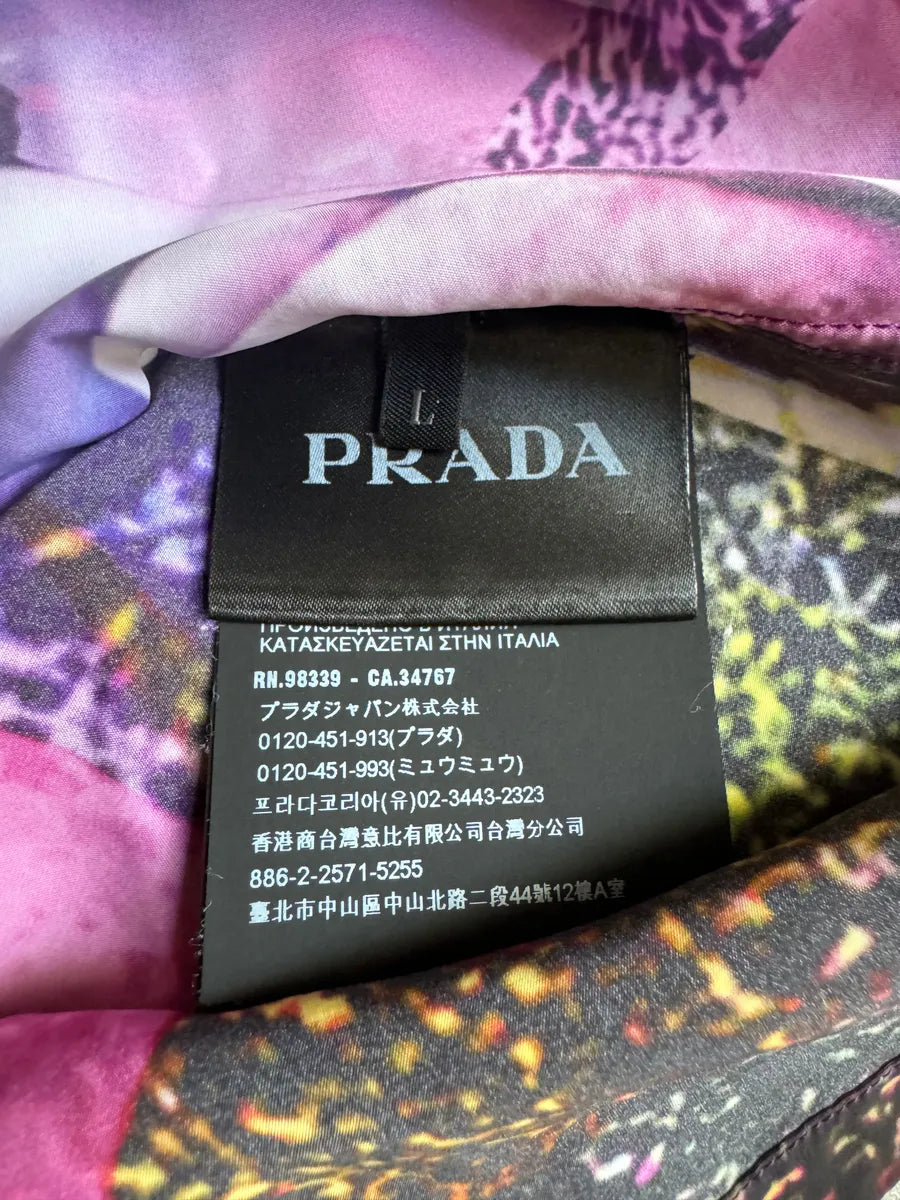 L
PRADA
ΚΑΤΑΣΚΕΥΑΖΕΤΑΙ ΣΤΗΝ ΙΤΑΛΙΑ
RN.98339 - CA.34767
プラダジャパン株式会社
0120-451-913(プラダ)
0120-451-993(ミュウミュウ)
프라다코리아(유)02-3443-2323
香港商台灣意比有限公司台灣分公司
886-2-2571-5255
臺北市中山區中山北路二段44號12樓A室